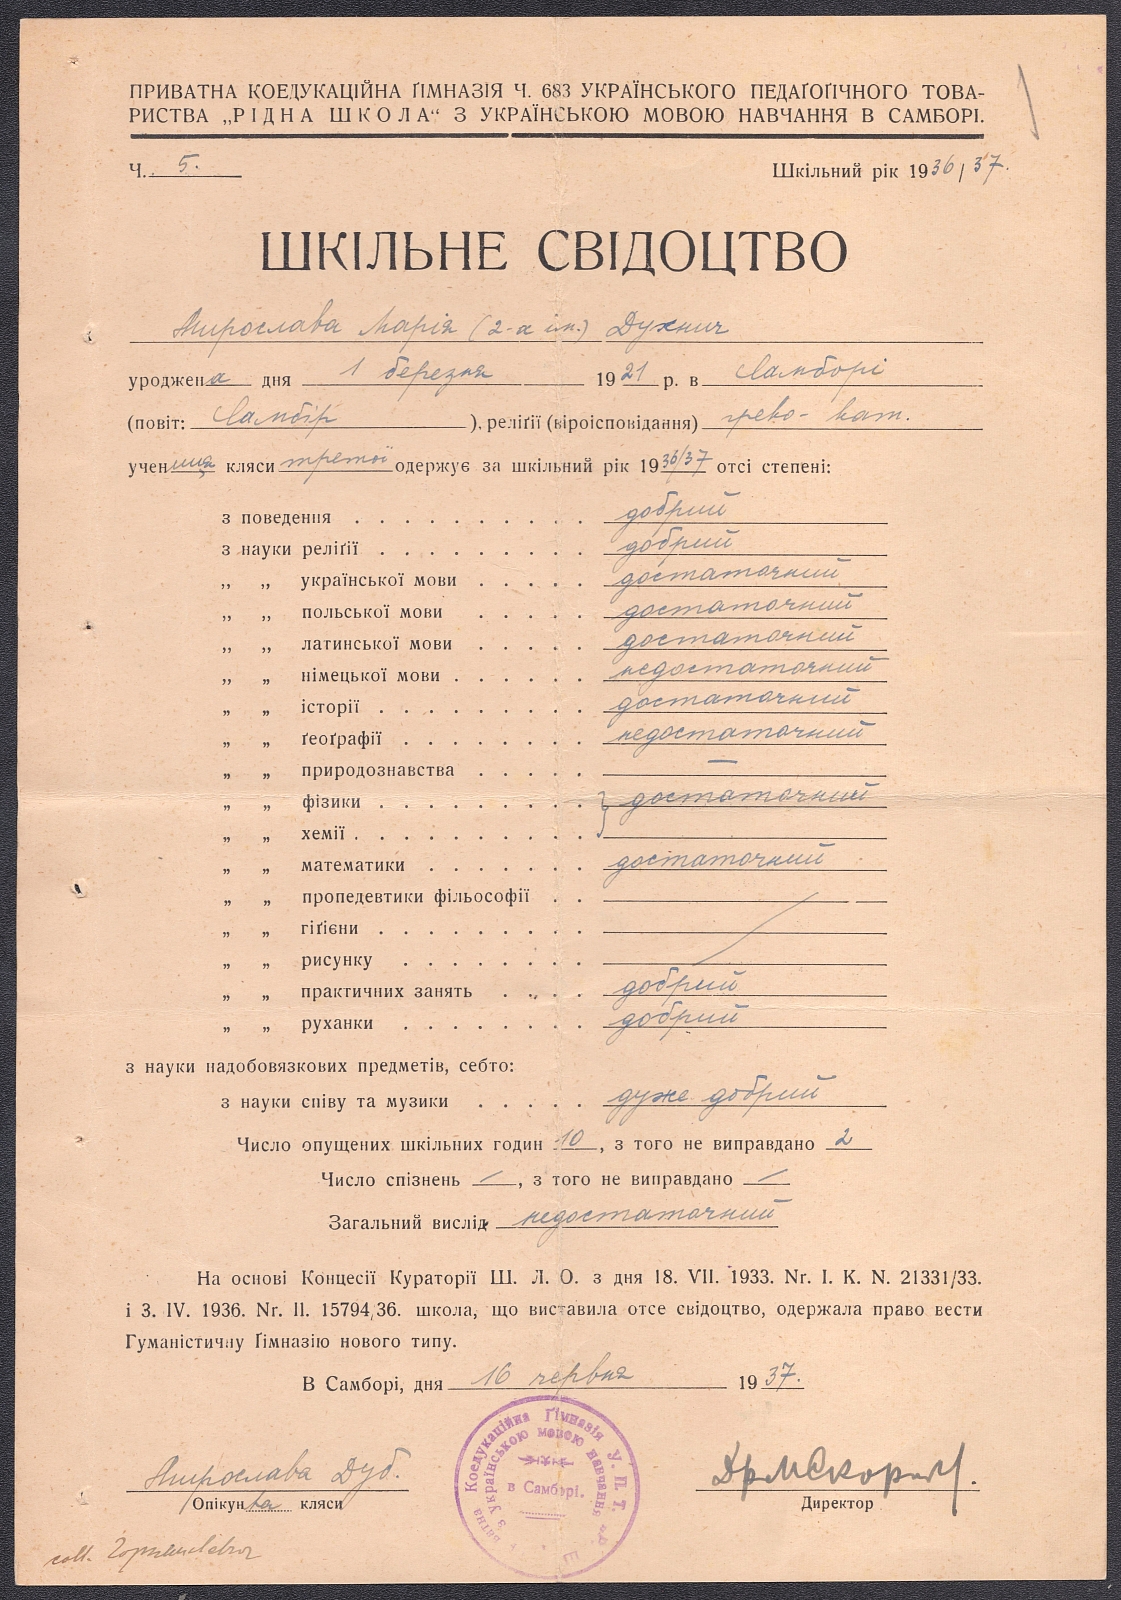 ПРИВАТНА КОЕДУКАЦІЙНА ҐІМНАЗІЯ Ч. 683 УКРАЇНСЬКОГО ПЕДАҐОҐІЧНОГО ТОВА-
РИСТВА „РІДНА ШКОЛА“ З УКРАЇНСЬКОЮ МОВОЮ НАВЧАННЯ В САМБОРІ.
Ч. 5. Шкільний рік 1936/37.
ШКІЛЬНЕ СВІДОЦТВО
Мирослава Марія (2-а ім.) Духнич
уроджена дня 1 березня 1921 р. в Самборі
(повіт: Самбір ), реліґії (віроісповідання) греко-кат.
учениця кляси третої одержує за шкільний рік 1936/37 отсі степені:
з поведення . . . . . . . . . . добрий
з науки реліґії . . . . . . . . . добрий
„ „ української мови . . . . . достаточний
„ „ польської мови . . . . . достаточний
„ „ латинської мови . . . . . достаточний
„ „ німецької мови . . . . . . недостаточний
„ „ історії . . . . . . . . . достаточний
„ „ ґеоґрафії . . . . . . . . недостаточний
„ „ природознавства . . . . . —
„ „ фізики . . . . . . . . . } достаточний
„ „ хемії . . . . . . . . . .
„ „ математики . . . . . . . достаточний
„ „ пропедевтики фільософії . .
„ „ гіґієни . . . . . . . . .
„ „ рисунку . . . . . . . .
„ „ практичних занять . . . . добрий
„ „ руханки . . . . . . . . добрий
з науки надобовязкових предметів, себто:
з науки співу та музики . . . . . дуже добрий
Число опущених шкільних годин 10, з того не виправдано 2
Число спізнень —, з того не виправдано —
Загальний вислід недостаточний
На основі Концесії Кураторії Ш. Л. О. з дня 18. VII. 1933. Nr. I. K. N. 21331/33.
і 3. IV. 1936. Nr. II. 15794/36. школа, що виставила отсе свідоцтво, одержала право вести
Гуманістичну Ґімназію нового типу.
В Самборі, дня 16 червня 1937.
Коедукаційна Ґімназія У. П. Т.
з Українською мовою навчання
в Самборі.
Мирослава Дуб.
Опікунка кляси Директор
coll.